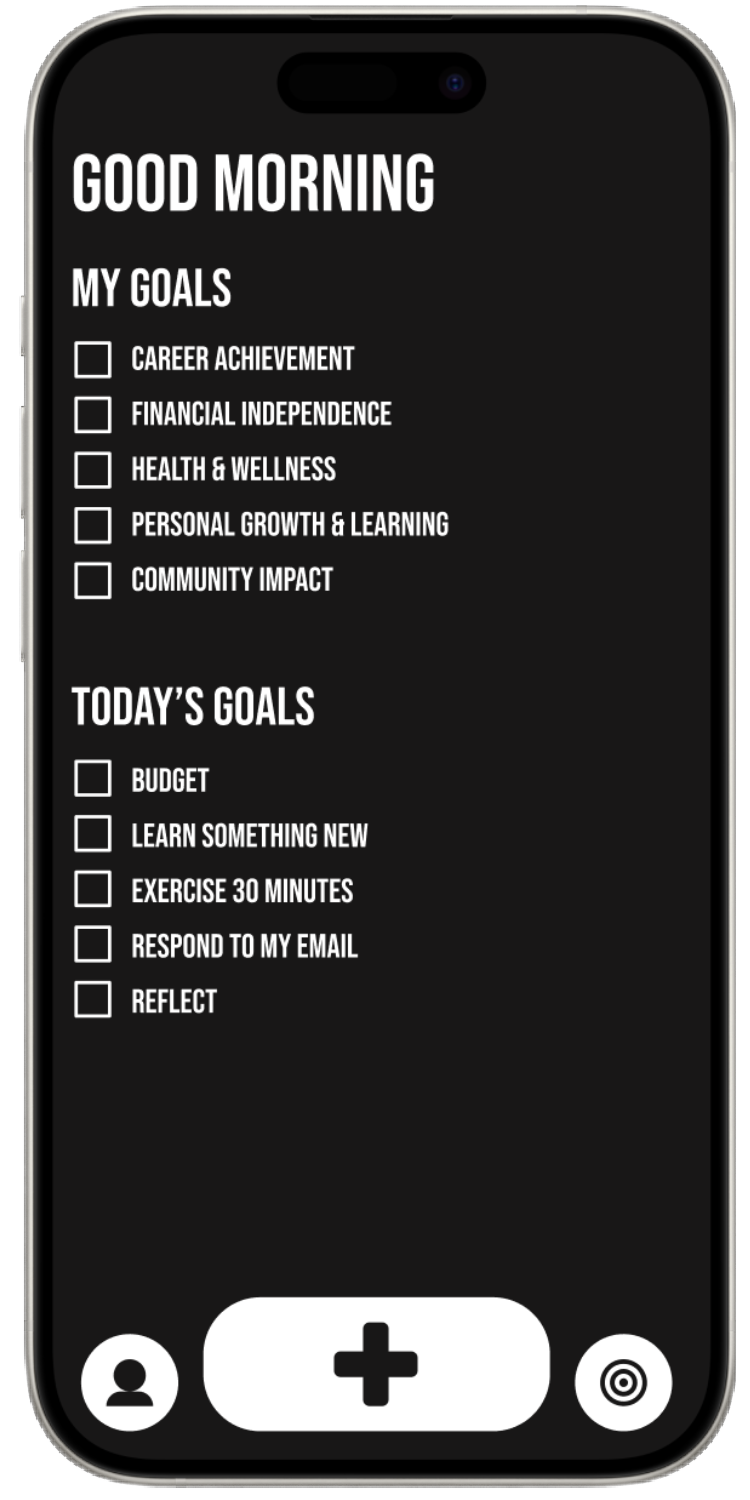 GOOD MORNING
MY GOALS
CAREER ACHIEVEMENT
FINANCIAL INDEPENDENCE
HEALTH & WELLNESS
PERSONAL GROWTH & LEARNING
COMMUNITY IMPACT
TODAY’S GOALS
BUDGET
LEARN SOMETHING NEW
EXERCISE 30 MINUTES
RESPOND TO MY EMAIL
REFLECT